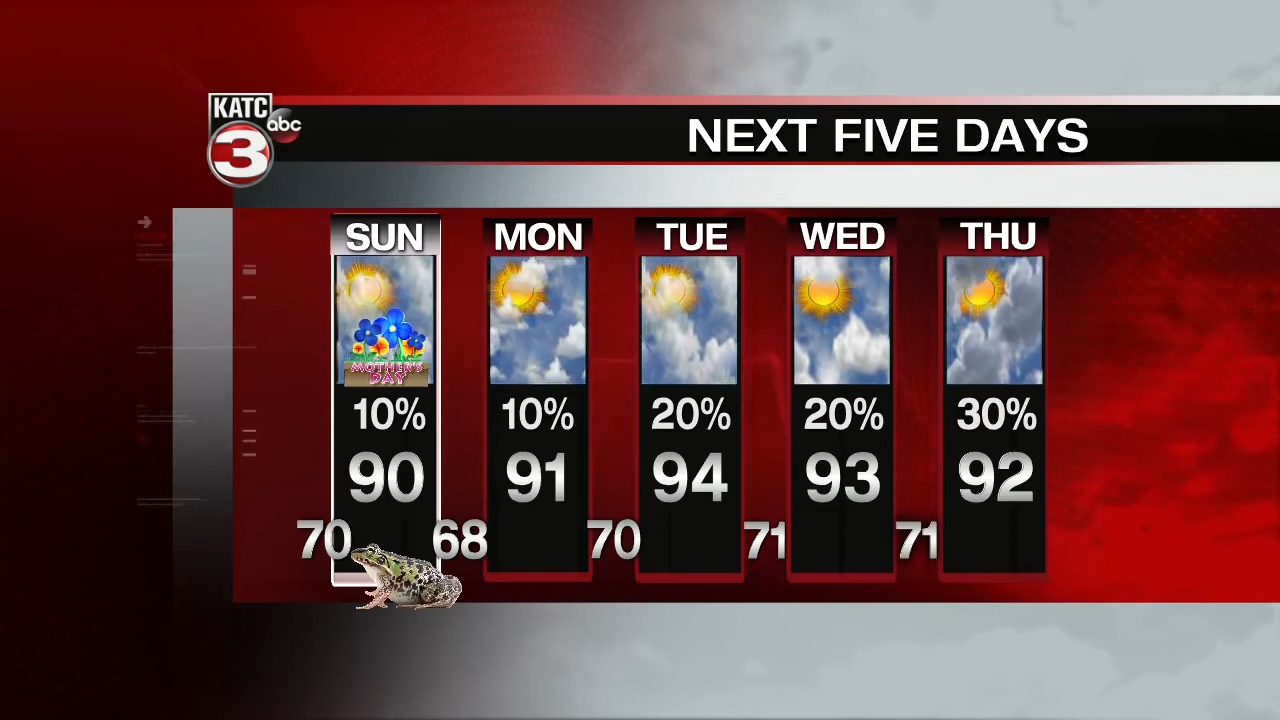 KATC
abc
3
NEXT FIVE DAYS
SUN MON TUE WED THU
MOTHER'S
DAY
10% 10% 20% 20% 30%
90 91 94 93 92
70 68 70 71 71